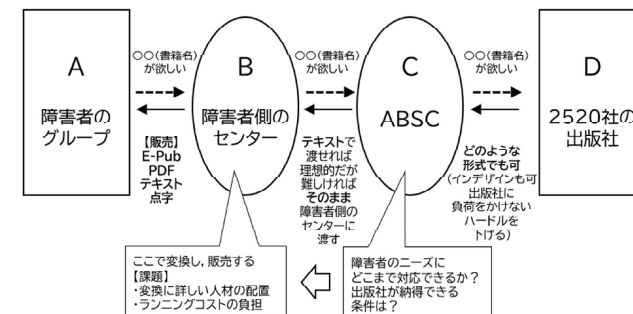 A
障害者の
グループ
〇〇(書籍名)
が欲しい
【販売】
E-Pub
PDF
テキスト
点字
B
障害者側の
センター
〇〇(書籍名)
が欲しい
テキストで
渡せれば
理想的だが
難しければ
そのまま
障害者側の
センターに
渡す
C
ABSC
〇〇(書籍名)
が欲しい
どのような
形式でも可
(インデザインも可
出版社に
負荷をかけない
ハードルを
下げる)
D
2520社の
出版社
ここで変換し,販売する
【課題】
・変換に詳しい人材の配置
・ランニングコストの負担
障害者のニーズに
どこまで対応できるか?
出版社が納得できる
条件は?